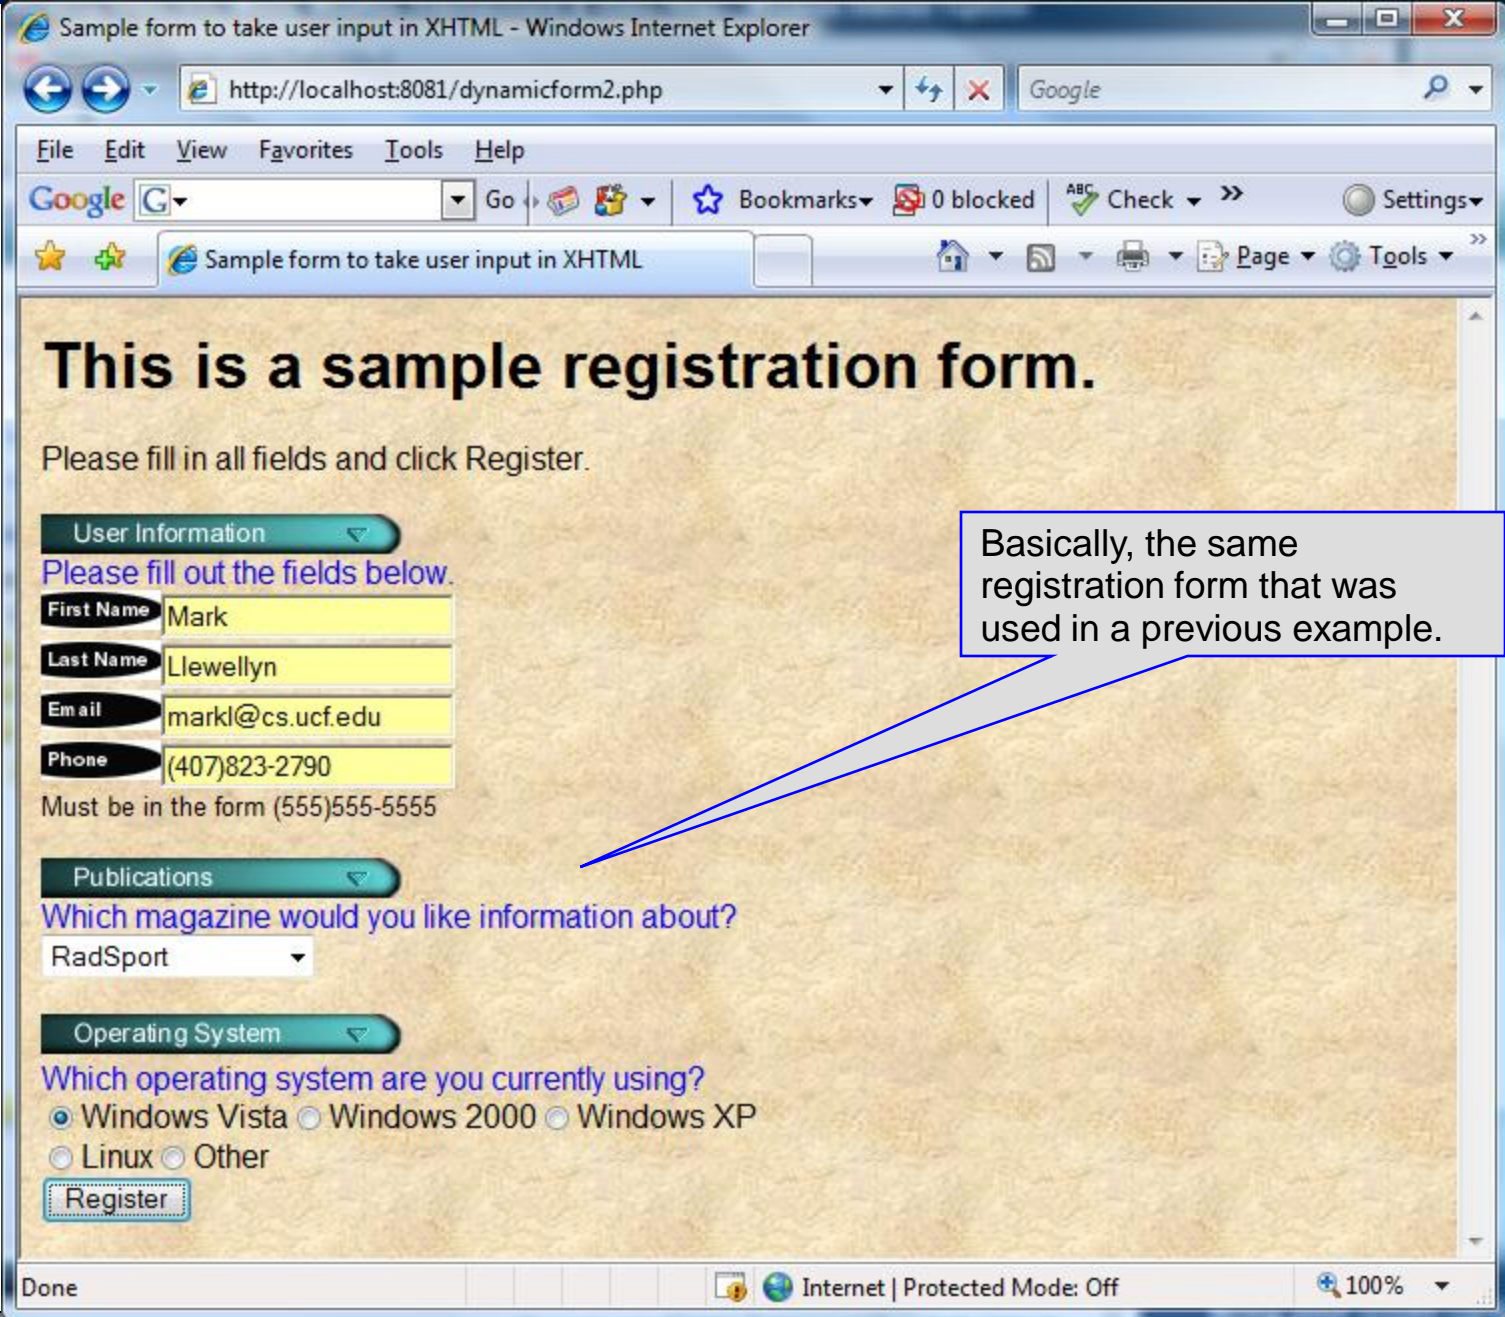 Sample form to take user input in XHTML - Windows Internet Explorer
http://localhost:8081/dynamicform2.php
Google
File Edit View Favorites Tools Help
Google G Go Bookmarks 0 blocked ABC Check >> Settings
Sample form to take user input in XHTML Page Tools >>
This is a sample registration form.
Please fill in all fields and click Register.
User Information
Please fill out the fields below.
First Name Mark
Last Name Llewellyn
Email markl@cs.ucf.edu
Phone (407)823-2790
Must be in the form (555)555-5555
Basically, the same
registration form that was
used in a previous example.
Publications
Which magazine would you like information about?
RadSport
Operating System
Which operating system are you currently using?
Windows Vista Windows 2000 Windows XP
Linux Other
Register
Done Internet | Protected Mode: Off 100%